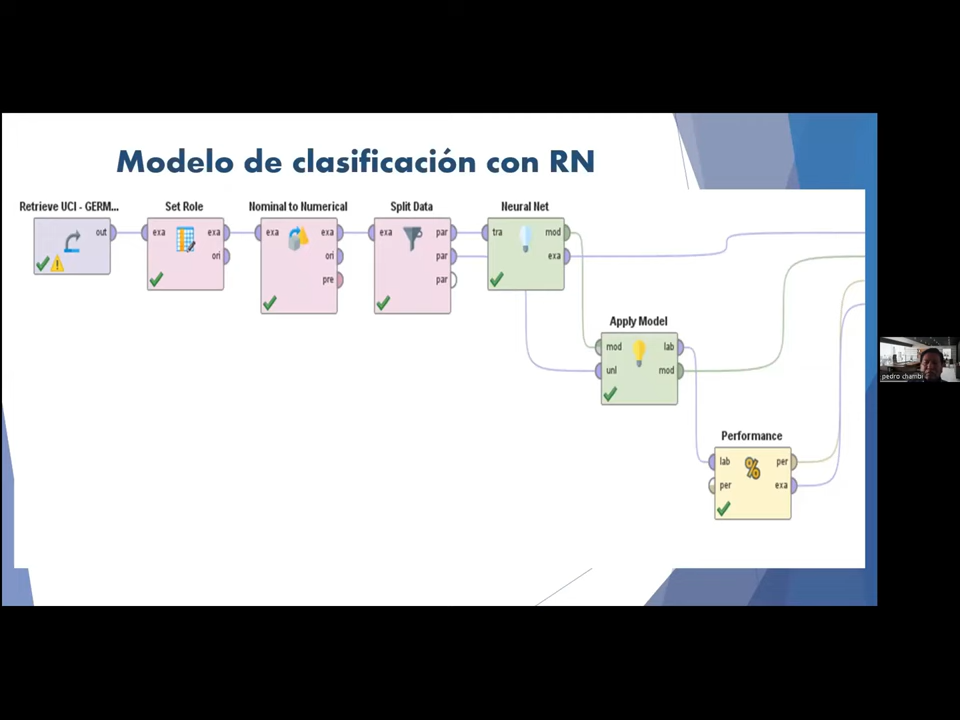 Modelo de clasificación con RN
Retrieve UCI - GERM...
Set Role
Nominal to Numerical
Split Data
Neural Net
out
exa
exa
exa
exa
exa
par
tra
mod
ori
ori
par
exa
pre
par
Apply Model
mod
lab
unl
mod
pedro chambi
Performance
lab
per
%
per
exa